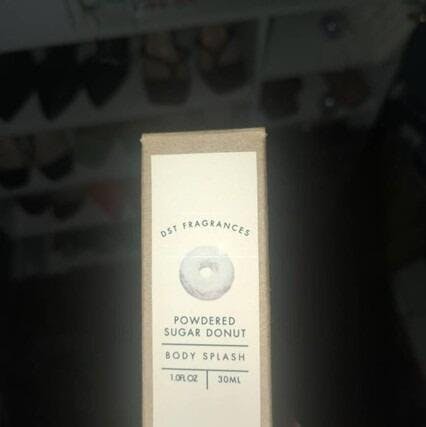 DST FRAGRANCES
POWDERED
SUGAR DONUT
BODY SPLASH
1.0FL OZ | 30ML